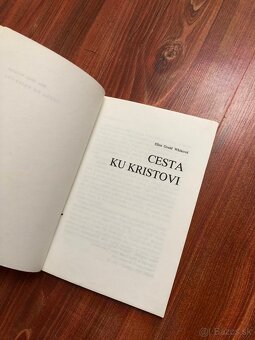 Ellen Gould Whiteová
CESTA
KU KRISTOVI
Bazos.sk